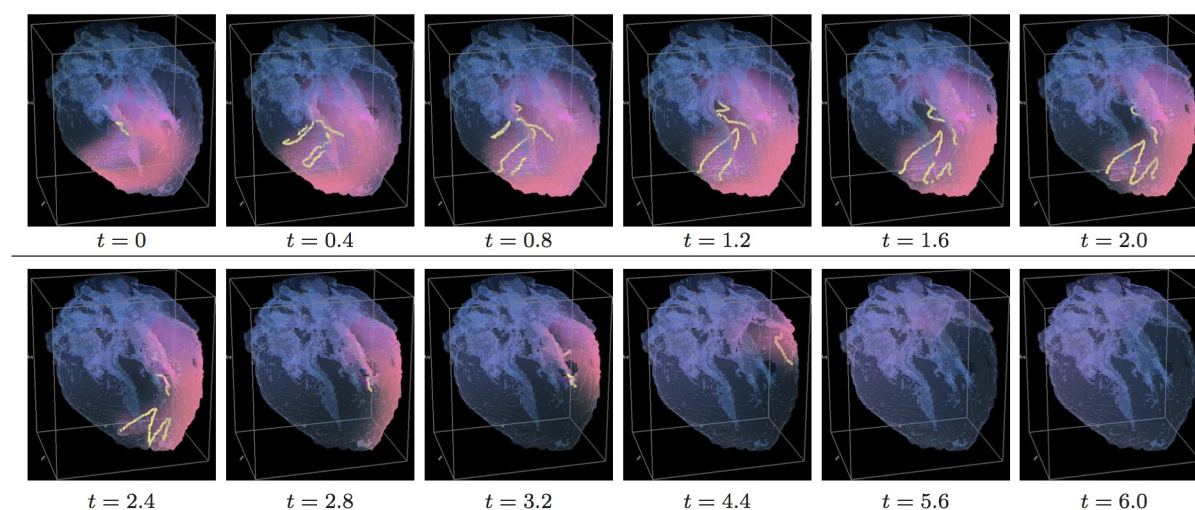 t = 0 t = 0.4 t = 0.8 t = 1.2 t = 1.6 t = 2.0
t = 2.4 t = 2.8 t = 3.2 t = 4.4 t = 5.6 t = 6.0